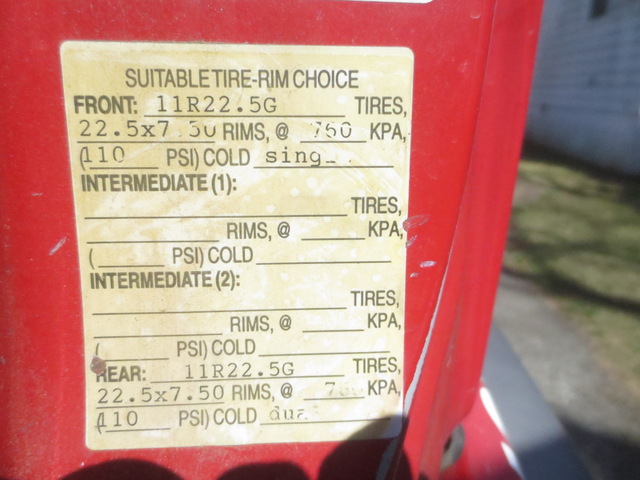 SUITABLE TIRE-RIM CHOICE
FRONT: 11R22.5G TIRES,
22.5x7.50 RIMS, @ 760 KPA,
(110 PSI) COLD
INTERMEDIATE (1):
TIRES,
RIMS, @ KPA,
( PSI) COLD
INTERMEDIATE (2):
TIRES,
RIMS, @ KPA,
( PSI) COLD
REAR: 11R22.5G TIRES,
22.5x7.50 RIMS, @ KPA,
(110 PSI) COLD